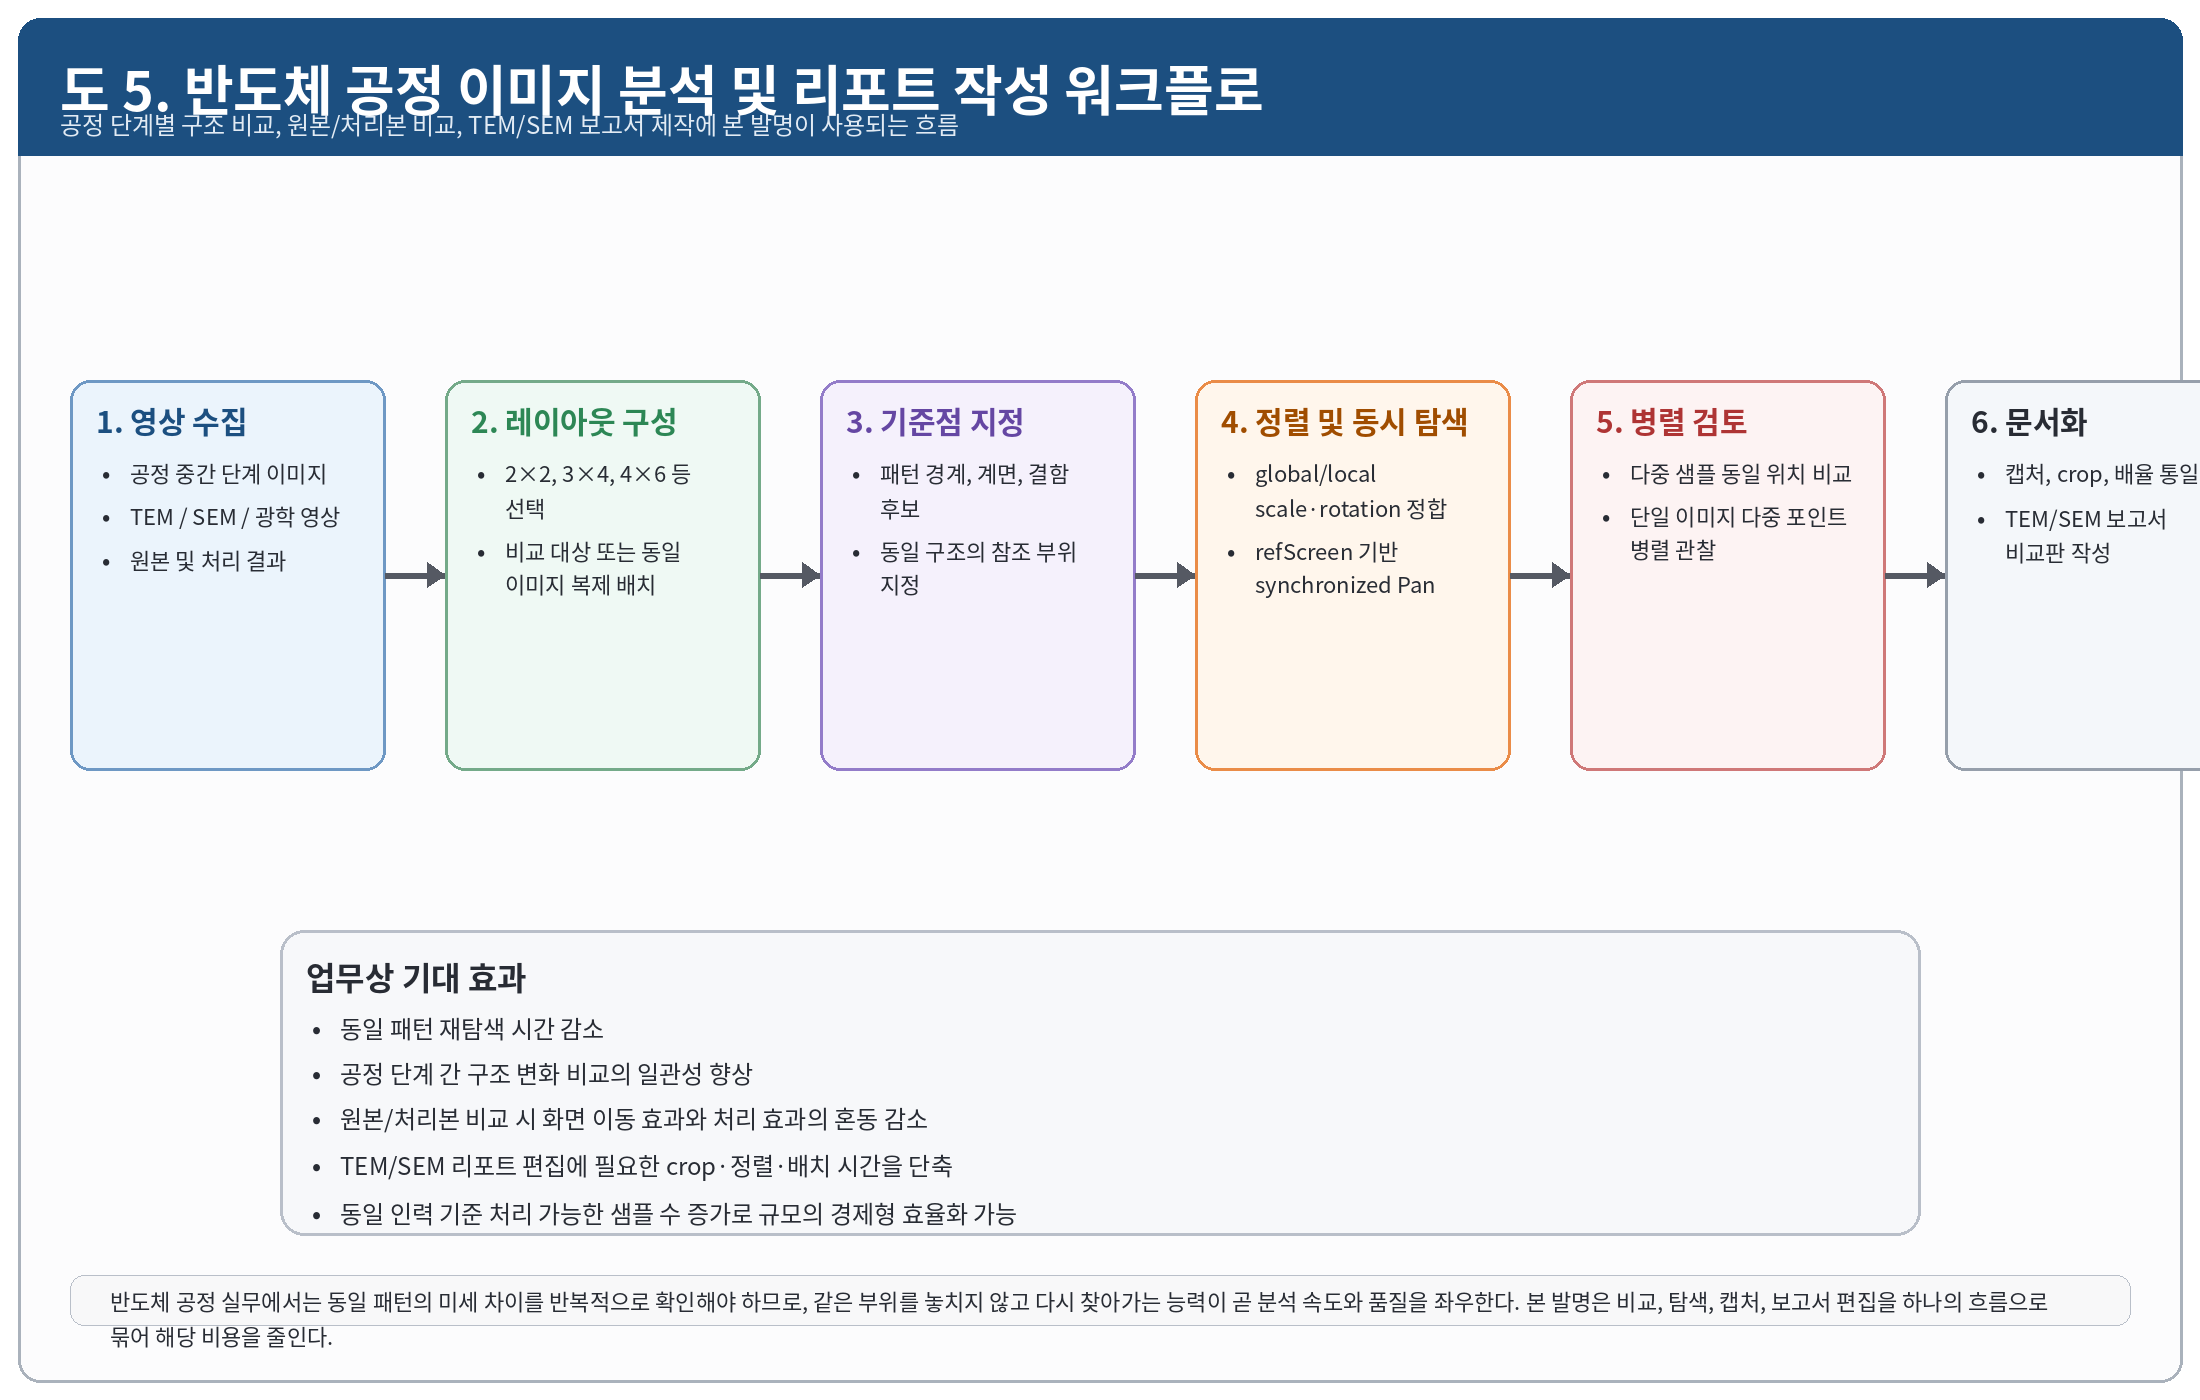 도 5. 반도체 공정 이미지 분석 및 리포트 작성 워크플로
공정 단계별 구조 비교, 원본/처리본 비교, TEM/SEM 보고서 제작에 본 발명이 사용되는 흐름
1. 영상 수집
• 공정 중간 단계 이미지
• TEM / SEM / 광학 영상
• 원본 및 처리 결과
2. 레이아웃 구성
• 2×2, 3×4, 4×6 등
선택
• 비교 대상 또는 동일
이미지 복제 배치
3. 기준점 지정
• 패턴 경계, 계면, 결함
후보
• 동일 구조의 참조 부위
지정
4. 정렬 및 동시 탐색
• global/local
scale·rotation 정합
• refScreen 기반
synchronized Pan
5. 병렬 검토
• 다중 샘플 동일 위치 비교
• 단일 이미지 다중 포인트
병렬 관찰
6. 문서화
• 캡처, crop, 배율 통일
• TEM/SEM 보고서
비교판 작성
업무상 기대 효과
• 동일 패턴 재탐색 시간 감소
• 공정 단계 간 구조 변화 비교의 일관성 향상
• 원본/처리본 비교 시 화면 이동 효과와 처리 효과의 혼동 감소
• TEM/SEM 리포트 편집에 필요한 crop·정렬·배치 시간을 단축
• 동일 인력 기준 처리 가능한 샘플 수 증가로 규모의 경제형 효율화 가능
반도체 공정 실무에서는 동일 패턴의 미세 차이를 반복적으로 확인해야 하므로, 같은 부위를 놓치지 않고 다시 찾아가는 능력이 곧 분석 속도와 품질을 좌우한다. 본 발명은 비교, 탐색, 캡처, 보고서 편집을 하나의 흐름으로
묶어 해당 비용을 줄인다.